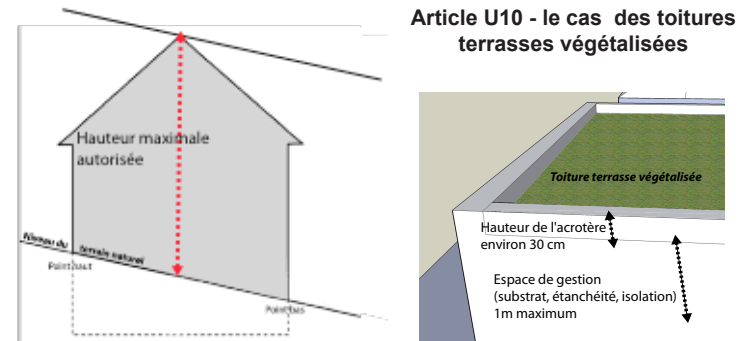 Article U10 - le cas des toitures
terrasses végétalisées
Hauteur maximale
autorisée
Niveau du terrain naturel
Point haut
Point bas
Toiture terrasse végétalisée
Hauteur de l'acrotère
environ 30 cm
Espace de gestion
(substrat, étanchéité, isolation)
1m maximum